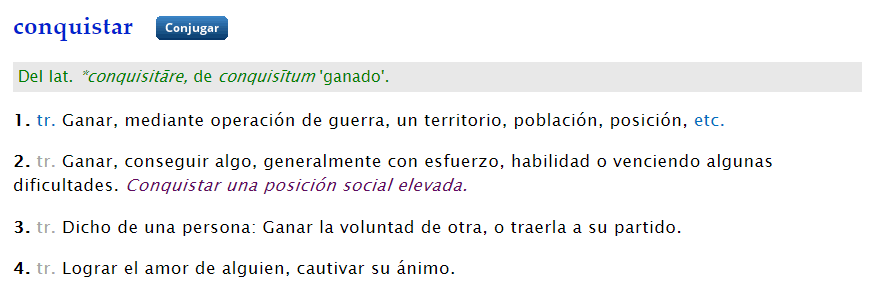 conquistar Conjugar
Del lat. *conquisitāre, de conquisītum 'ganado'.
1. tr. Ganar, mediante operación de guerra, un territorio, población, posición, etc.
2. tr. Ganar, conseguir algo, generalmente con esfuerzo, habilidad o venciendo algunas
dificultades. Conquistar una posición social elevada.
3. tr. Dicho de una persona: Ganar la voluntad de otra, o traerla a su partido.
4. tr. Lograr el amor de alguien, cautivar su ánimo.